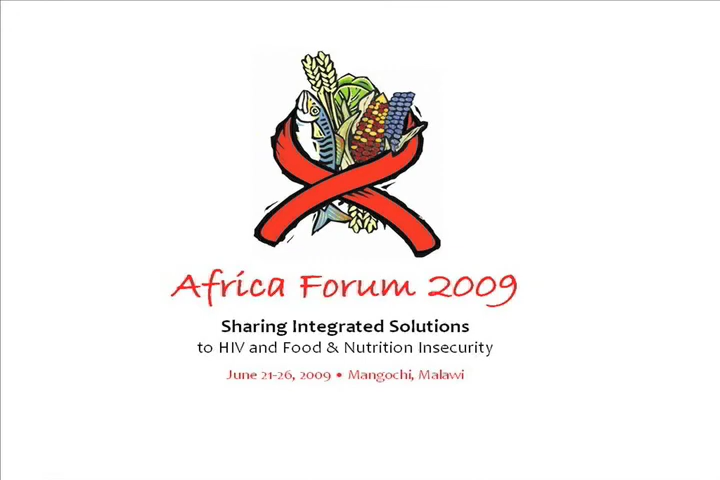 Africa Forum 2009
Sharing Integrated Solutions
to HIV and Food & Nutrition Insecurity
June 21-26, 2009 • Mangochi, Malawi